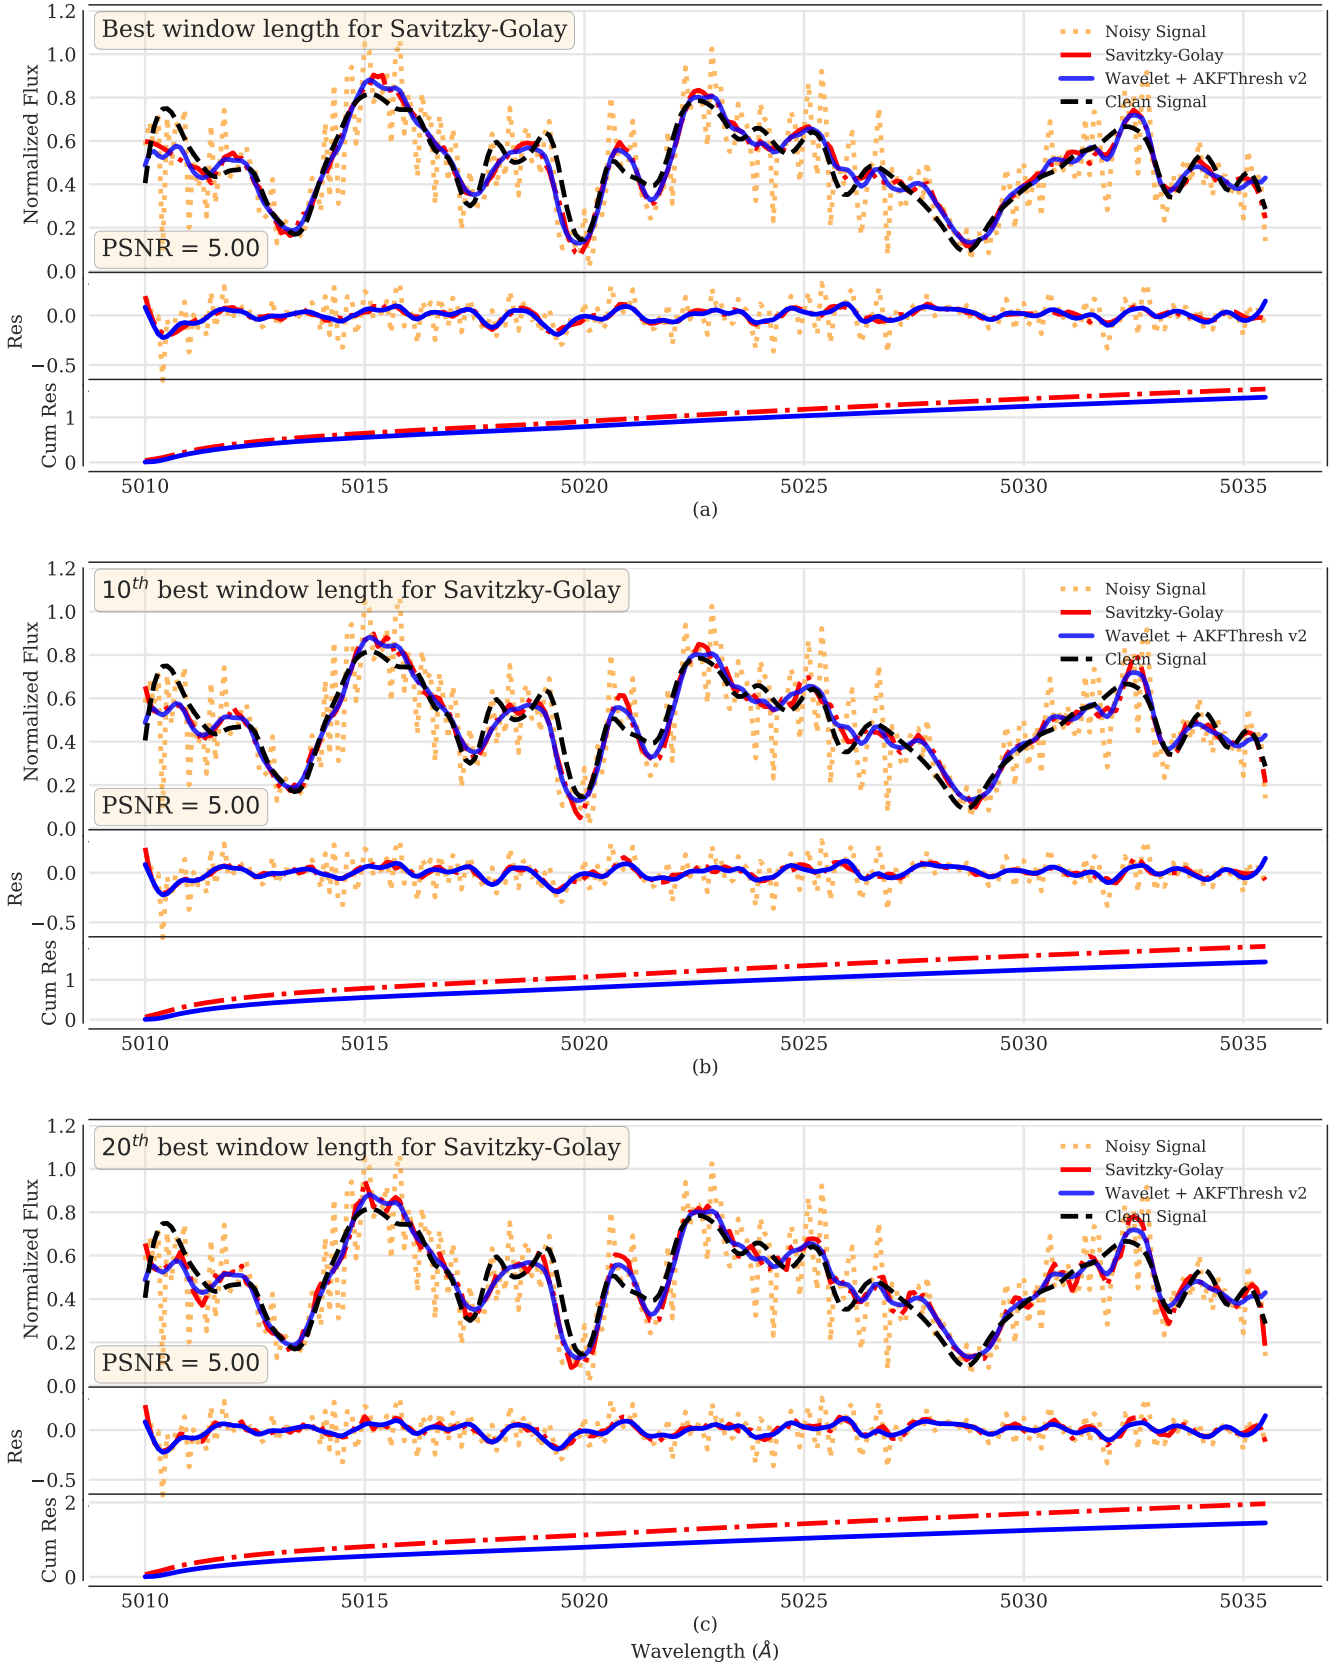 Best window length for Savitzky-Golay
Noisy Signal
Savitzky-Golay
Wavelet + AKFThresh v2
Clean Signal
PSNR = 5.00
Normalized Flux
1.2
1.0
0.8
0.6
0.4
0.2
0.0
Res
0.0
−0.5
Cum Res
1
0
5010 5015 5020 5025 5030 5035
(a)
10th best window length for Savitzky-Golay
Noisy Signal
Savitzky-Golay
Wavelet + AKFThresh v2
Clean Signal
PSNR = 5.00
Normalized Flux
1.2
1.0
0.8
0.6
0.4
0.2
0.0
Res
0.0
−0.5
Cum Res
1
0
5010 5015 5020 5025 5030 5035
(b)
20th best window length for Savitzky-Golay
Noisy Signal
Savitzky-Golay
Wavelet + AKFThresh v2
Clean Signal
PSNR = 5.00
Normalized Flux
1.2
1.0
0.8
0.6
0.4
0.2
0.0
Res
0.0
−0.5
Cum Res
2
0
5010 5015 5020 5025 5030 5035
(c)
Wavelength (Å)